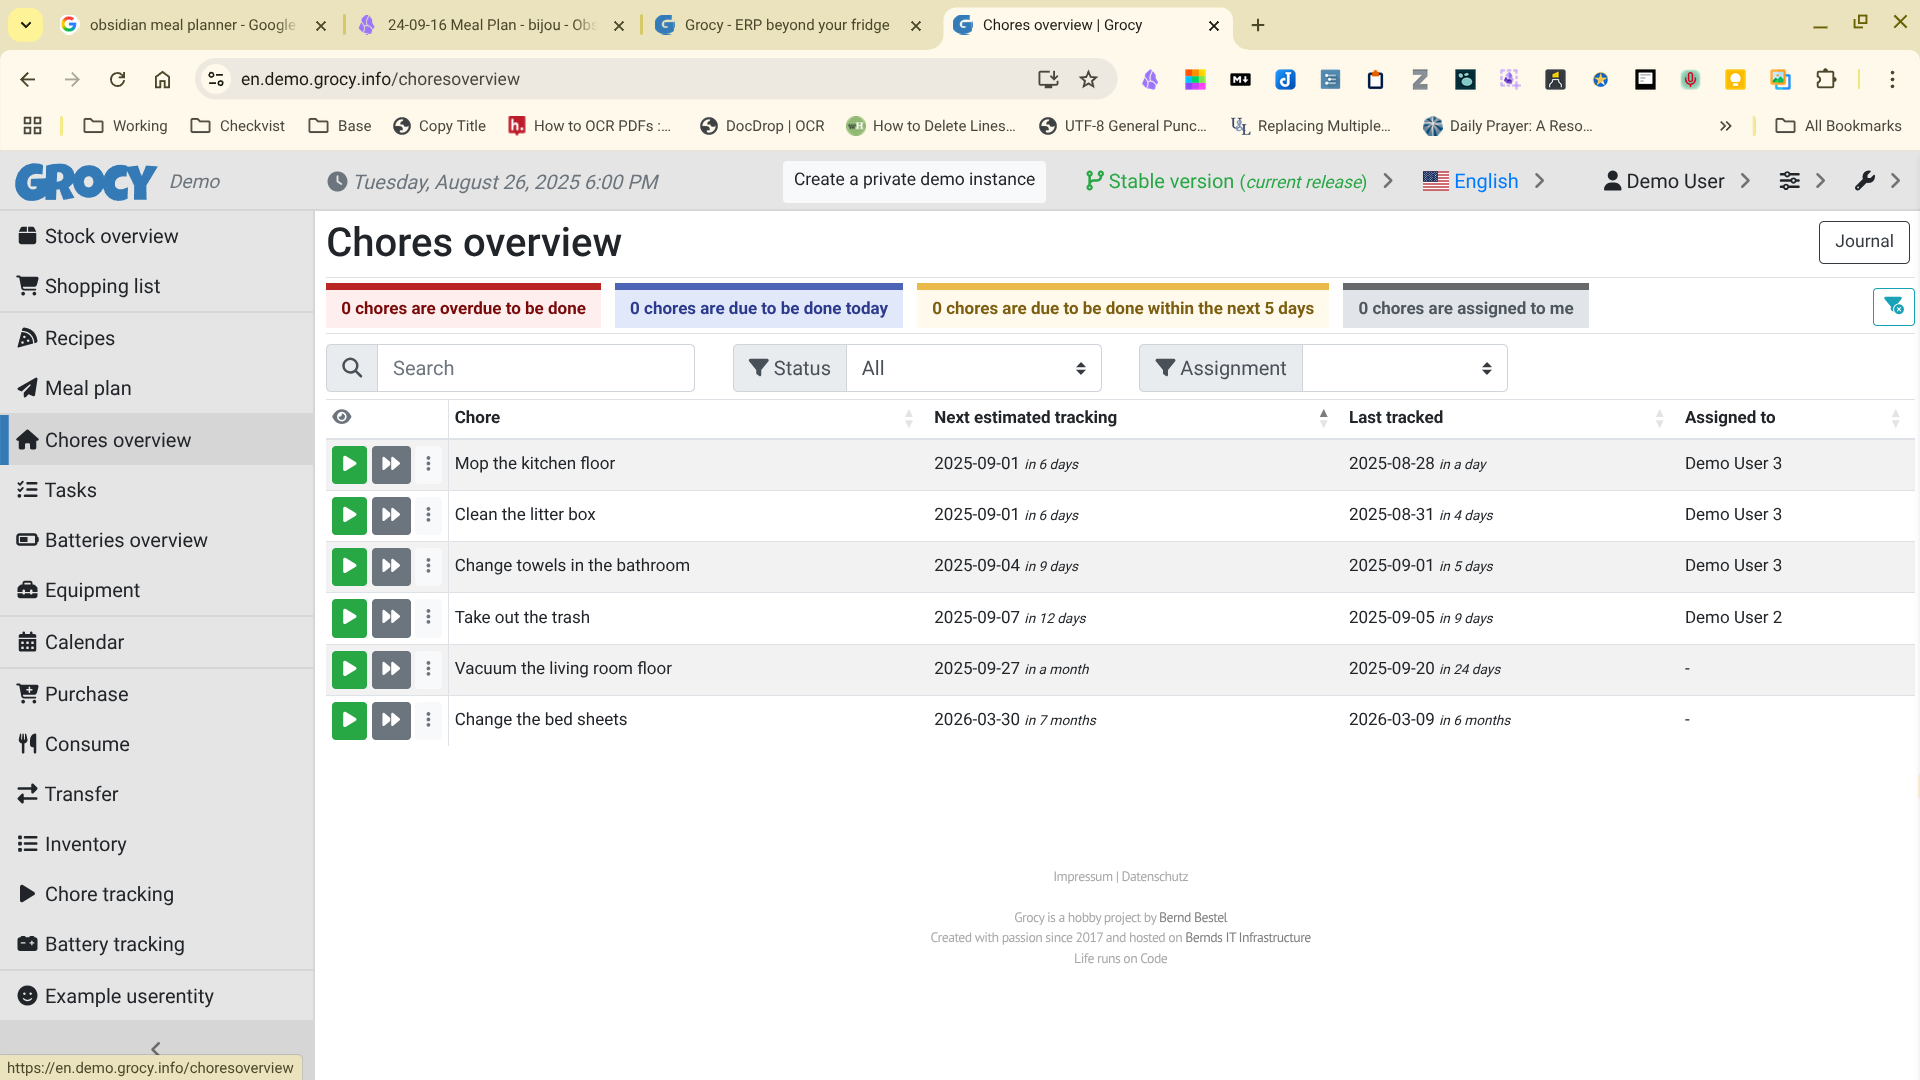 obsidian meal planner - Google
24-09-16 Meal Plan - bijou - Obs
Grocy - ERP beyond your fridge
Chores overview | Grocy
en.demo.grocy.info/choresoverview
Working
Checkvist
Base
Copy Title
How to OCR PDFs :...
DocDrop | OCR
How to Delete Lines...
UTF-8 General Punc...
Replacing Multiple...
Daily Prayer: A Reso...
All Bookmarks
GROCY Demo
Tuesday, August 26, 2025 6:00 PM
Create a private demo instance
Stable version (current release)
English
Demo User
Stock overview
Shopping list
Recipes
Meal plan
Chores overview
Tasks
Batteries overview
Equipment
Calendar
Purchase
Consume
Transfer
Inventory
Chore tracking
Battery tracking
Example userentity
https://en.demo.grocy.info/choresoverview
Chores overview
Journal
0 chores are overdue to be done
0 chores are due to be done today
0 chores are due to be done within the next 5 days
0 chores are assigned to me
Search
Status All
Assignment
Chore Next estimated tracking Last tracked Assigned to
Mop the kitchen floor 2025-09-01 in 6 days 2025-08-28 in a day Demo User 3
Clean the litter box 2025-09-01 in 6 days 2025-08-31 in 4 days Demo User 3
Change towels in the bathroom 2025-09-04 in 9 days 2025-09-01 in 5 days Demo User 3
Take out the trash 2025-09-07 in 12 days 2025-09-05 in 9 days Demo User 2
Vacuum the living room floor 2025-09-27 in a month 2025-09-20 in 24 days -
Change the bed sheets 2026-03-30 in 7 months 2026-03-09 in 6 months -
Impressum | Datenschutz
Grocy is a hobby project by Bernd Bestel
Created with passion since 2017 and hosted on Bernds IT Infrastructure
Life runs on Code